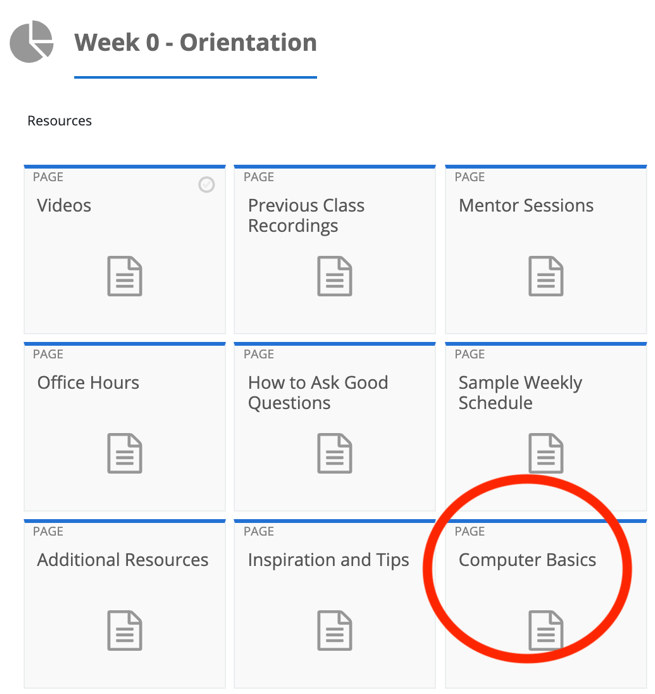 Week 0 - Orientation
Resources
PAGE
Videos
PAGE
Previous Class
Recordings
PAGE
Mentor Sessions
PAGE
Office Hours
PAGE
How to Ask Good
Questions
PAGE
Sample Weekly
Schedule
PAGE
Additional Resources
PAGE
Inspiration and Tips
PAGE
Computer Basics